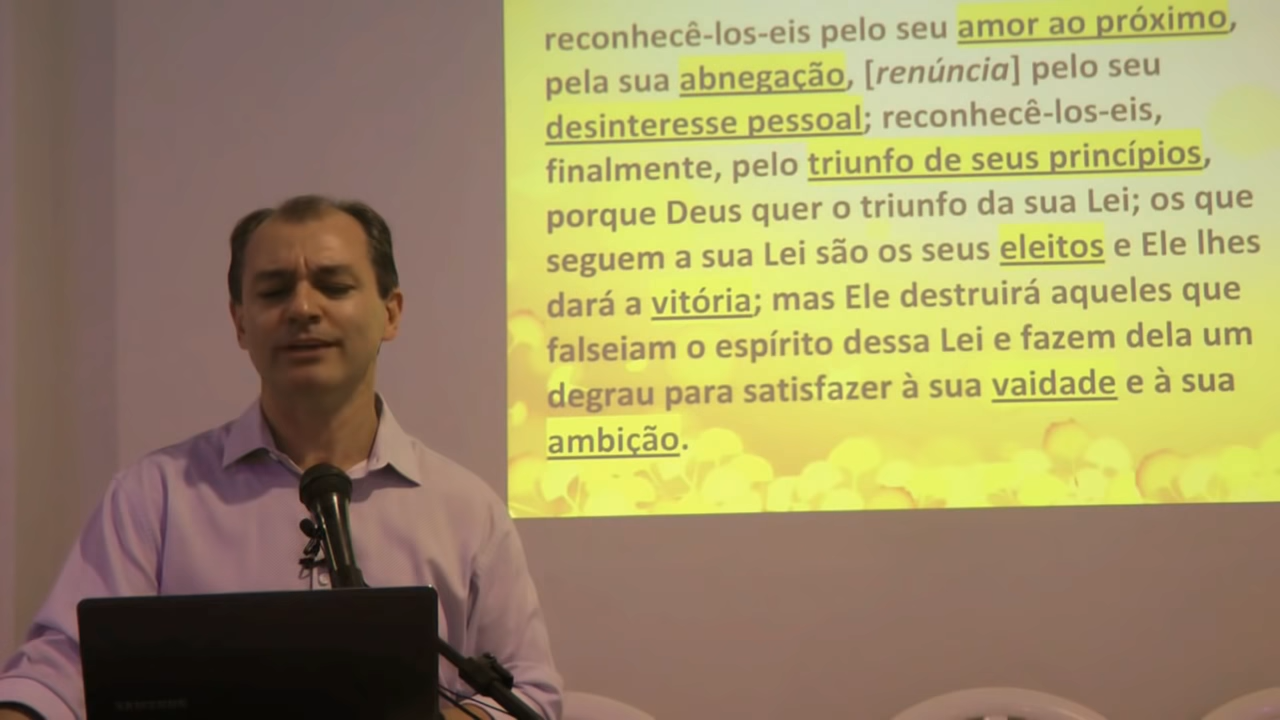 reconhecê-los-eis pelo seu amor ao próximo,
pela sua abnegação, [renúncia] pelo seu
desinteresse pessoal; reconhecê-los-eis,
finalmente, pelo triunfo de seus princípios,
porque Deus quer o triunfo da sua Lei; os que
seguem a sua Lei são os seus eleitos e Ele lhes
dará a vitória; mas Ele destruirá aqueles que
falseiam o espírito dessa Lei e fazem dela um
degrau para satisfazer à sua vaidade e à sua
ambição.
SAMSUNG